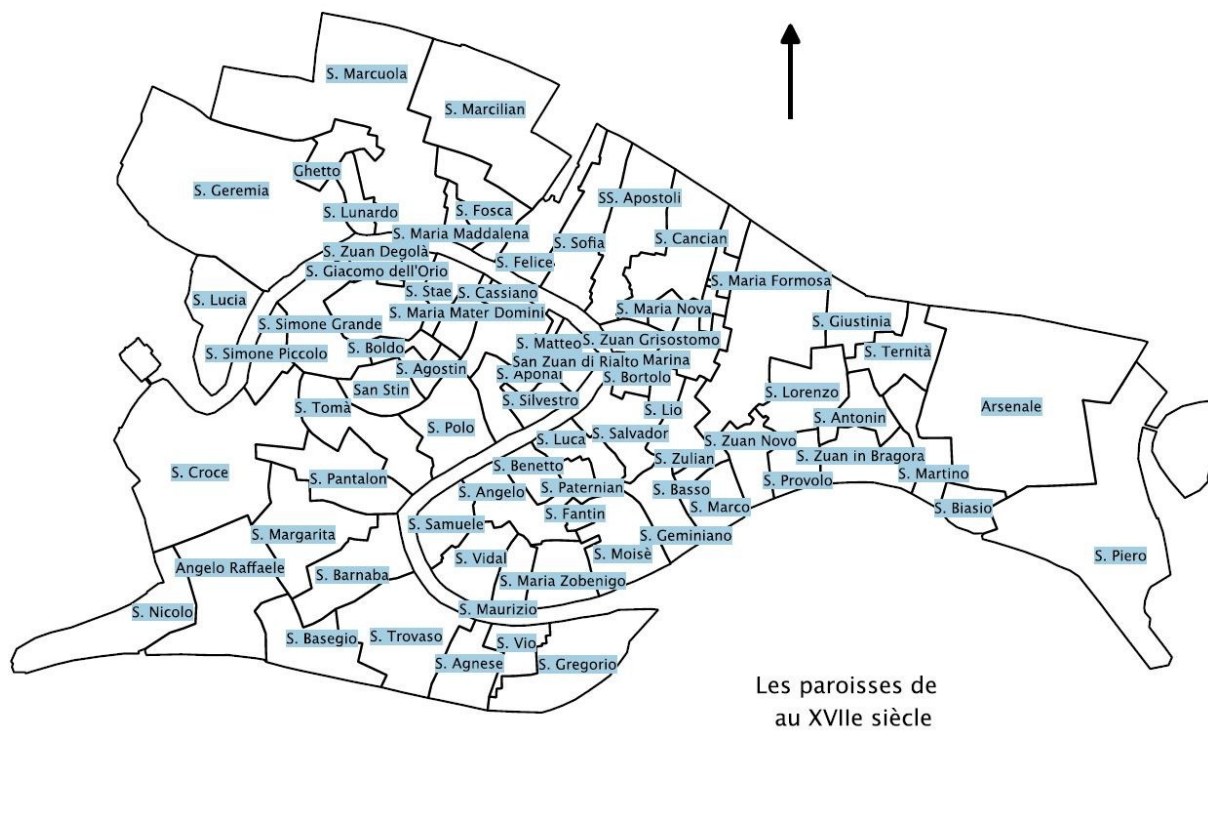 S. Marcuola
S. Marcilian
Ghetto
S. Geremia
SS. Apostoli
S. Lunardo
S. Fosca
S. Maria Maddalena
S. Sofia
S. Cancian
S. Zuan Degolà
S. Felice
S. Giacomo dell'Orio
S. Maria Formosa
S. Stae
S. Cassiano
S. Lucia
S. Maria Nova
S. Maria Mater Domini
S. Simone Grande
S. Giustinia
S. Matteo
S. Zuan Grisostomo
S. Boldo
S. Simone Piccolo
S. Ternità
San Zuan di Rialto
Marina
S. Agostin
S. Aponal
S. Bortolo
San Stin
S. Lorenzo
S. Silvestro
S. Tomà
S. Lio
Arsenale
S. Antonin
S. Polo
S. Salvador
S. Luca
S. Zuan Novo
S. Zuan in Bragora
S. Zulian
S. Benetto
S. Croce
S. Martino
S. Pantalon
S. Provolo
S. Paternian
S. Basso
S. Angelo
S. Marco
S. Biasio
S. Fantin
S. Samuele
S. Margarita
S. Geminiano
S. Moisè
S. Piero
S. Vidal
Angelo Raffaele
S. Barnaba
S. Maria Zobenigo
S. Nicolo
S. Maurizio
S. Basegio
S. Trovaso
S. Vio
S. Agnese
S. Gregorio
Les paroisses de
au XVIIe siècle